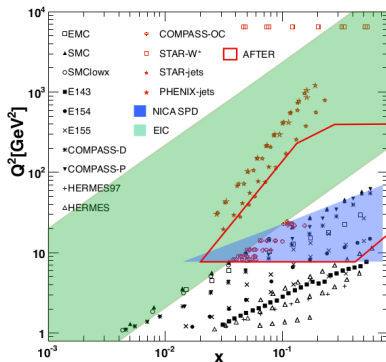 EMC
SMC
SMClowx
E143
E154
E155
COMPASS-D
COMPASS-P
HERMES97
HERMES
COMPASS-OC
STAR-W⁺
STAR-jets
PHENIX-jets
NICA SPD
EIC
AFTER
Q²[GeV²]
10⁴
10³
10²
10
1
10⁻³
10⁻²
10⁻¹
x